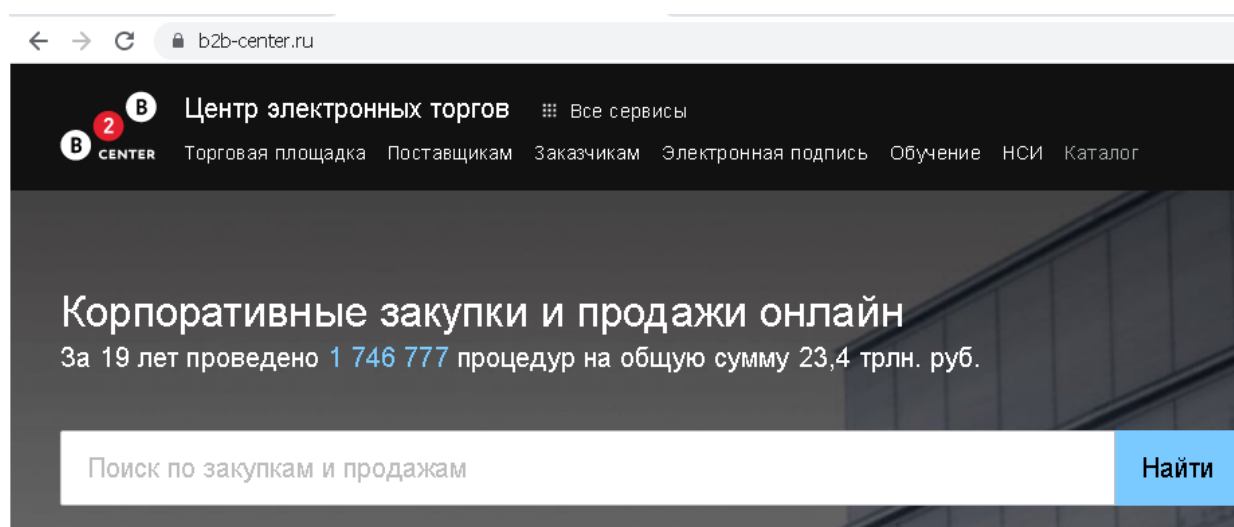 b2b-center.ru
B 2 B CENTER
Центр электронных торгов Все сервисы
Торговая площадка Поставщикам Заказчикам Электронная подпись Обучение НСИ Каталог
Корпоративные закупки и продажи онлайн
За 19 лет проведено 1 746 777 процедур на общую сумму 23,4 трлн. руб.
Поиск по закупкам и продажам Найти